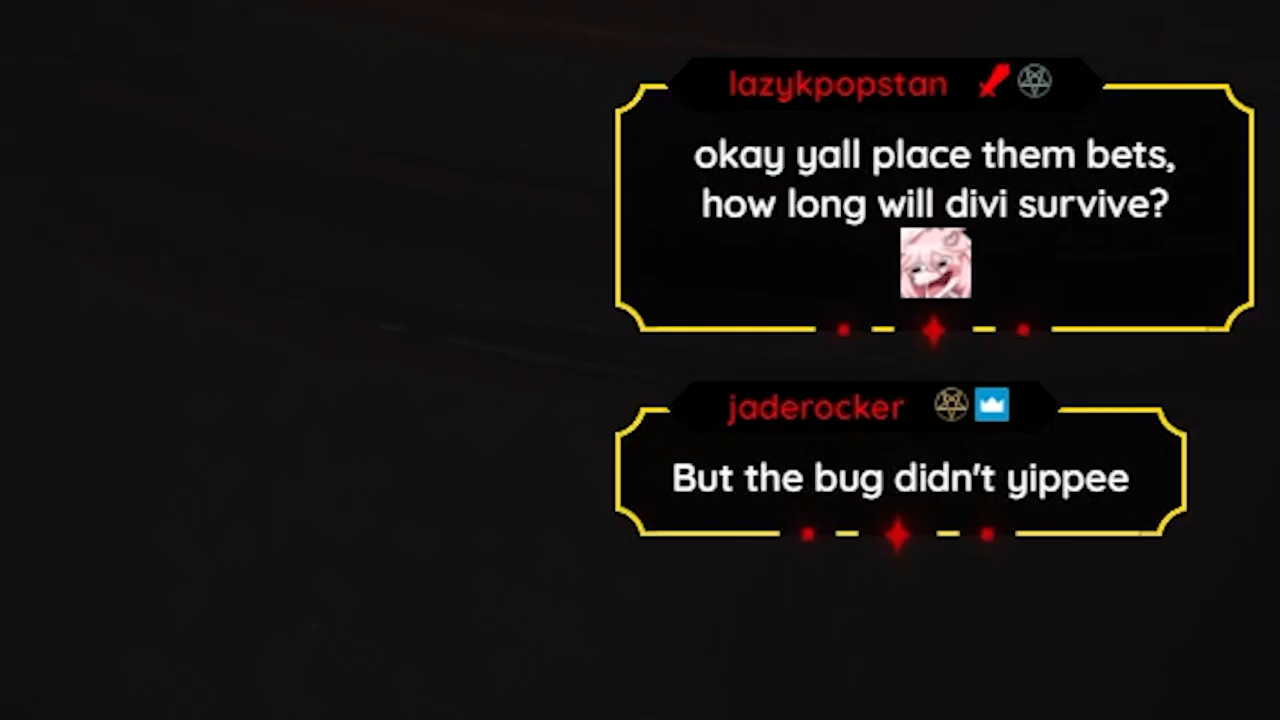 lazykpopstan
okay yall place them bets,
how long will divi survive?
jaderocker
But the bug didn't yippee